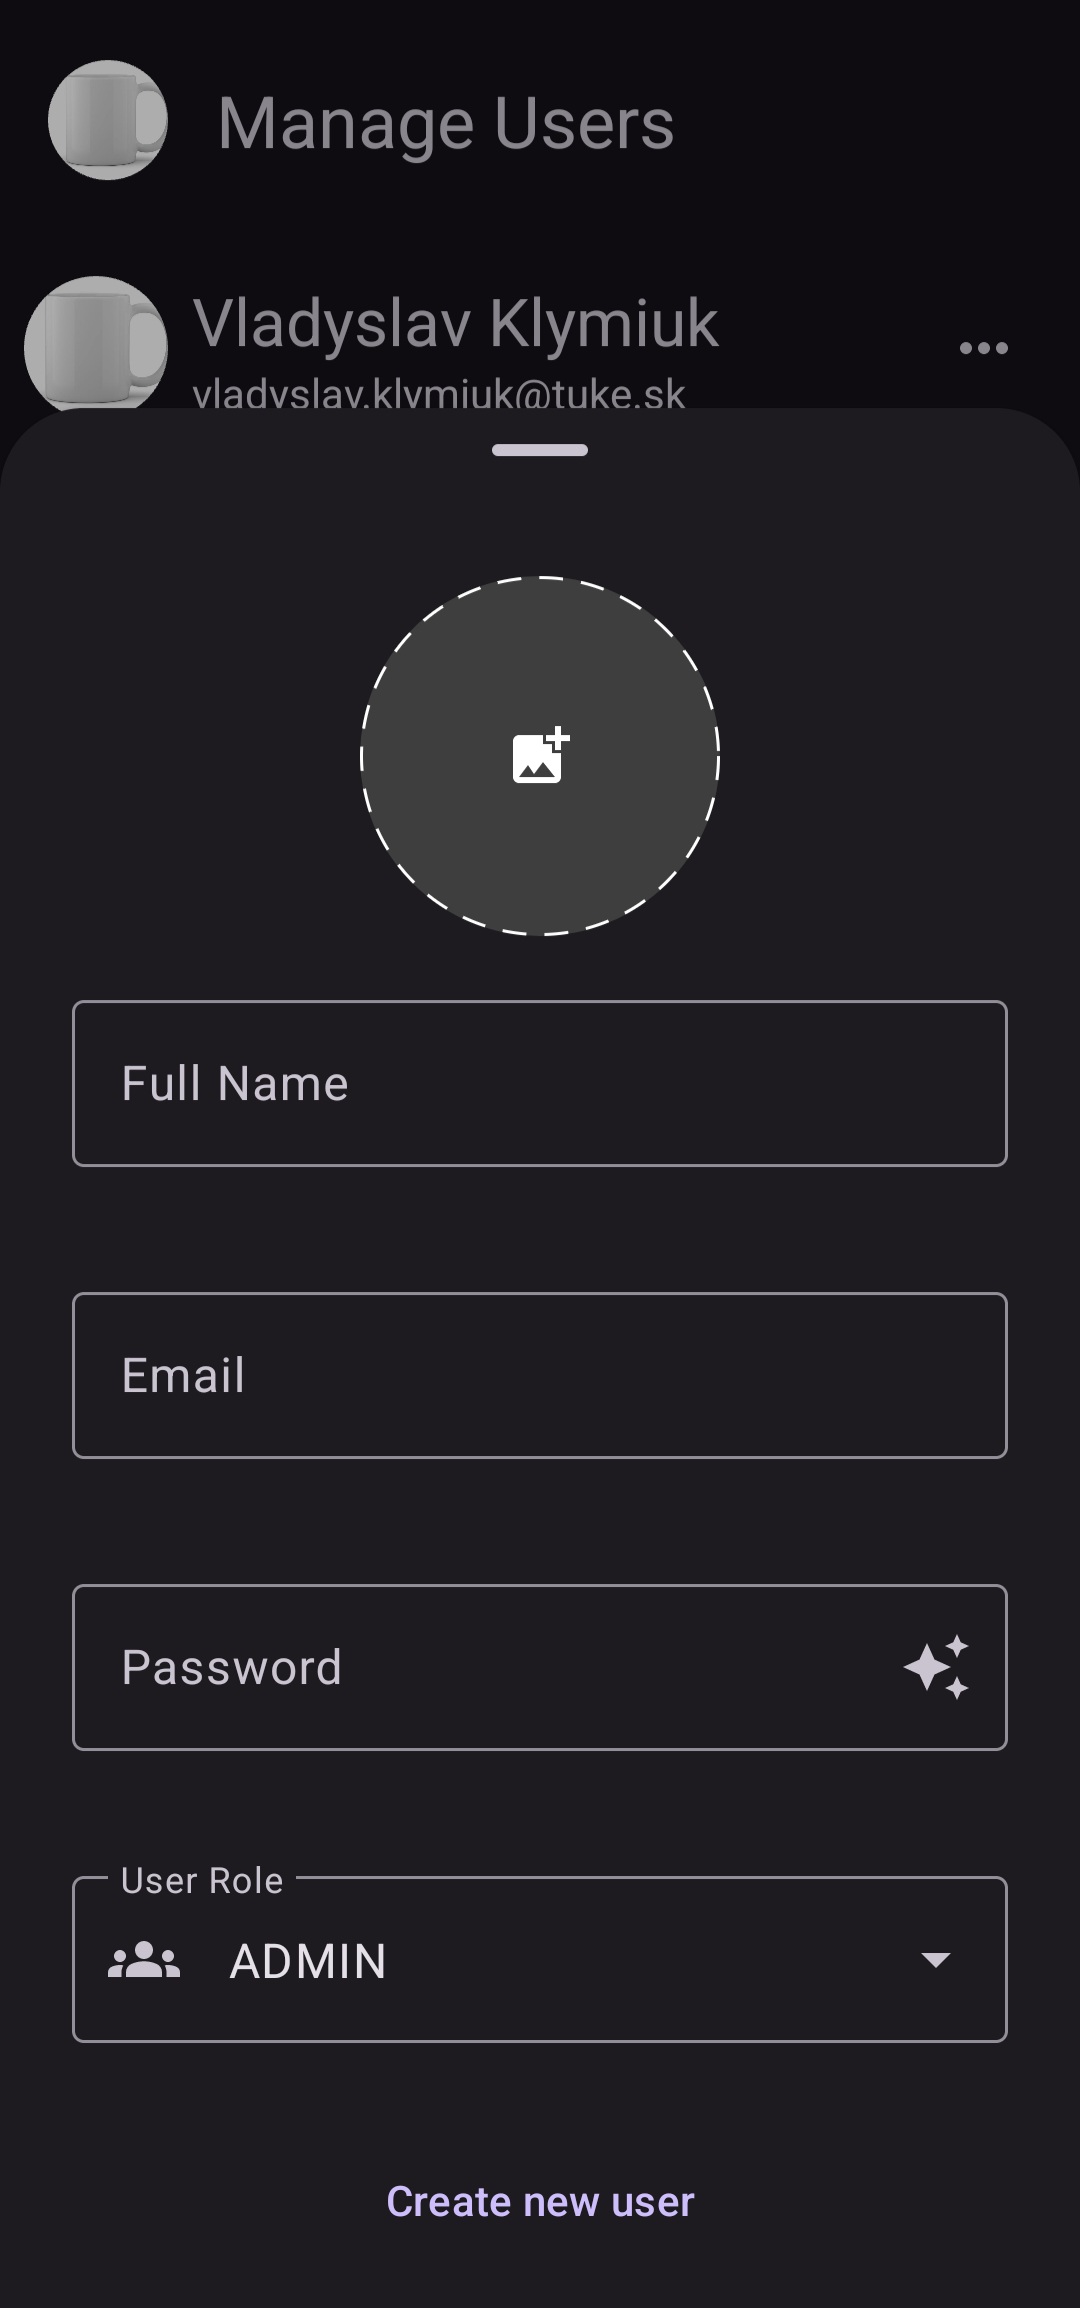 Manage Users
Vladyslav Klymiuk
vladyslav.klymiuk@tuke.sk
Full Name
Email
Password
User Role
ADMIN
Create new user